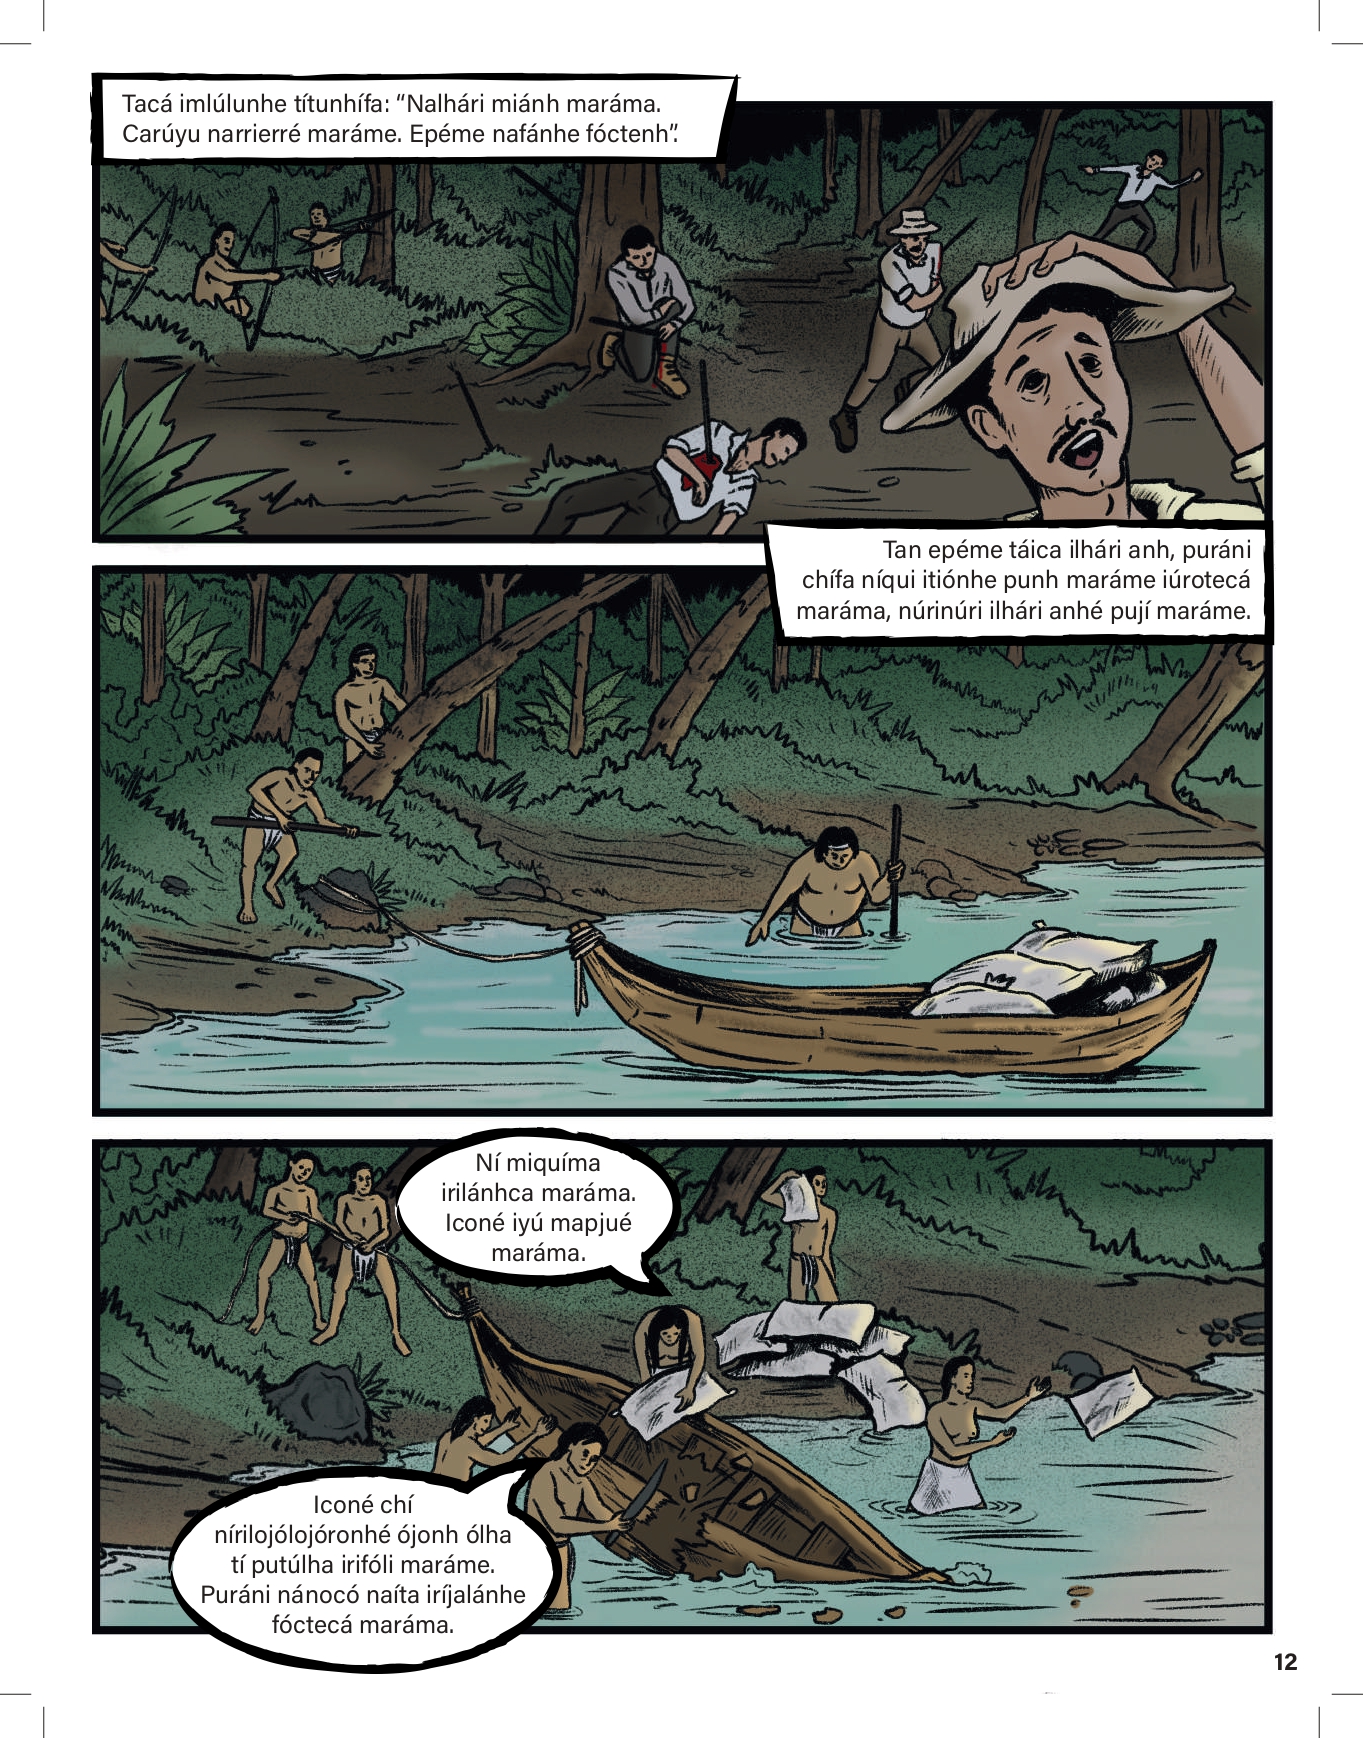 Tacá imlúlunhe títunhífa: “Nalhári miánh maráma.
Carúyu narrierré maráme. Epéme nafánhe fóctenh”.
Tan epéme táica ilhári anh, puráni
chífa níqui itiónhe punh maráme iúrotecá
maráma, núrinúri ilhári anhé pují maráme.
Ní miquíma
irilánhca maráma.
Iconé iyú mapjué
maráma.
Iconé chí
nírilojólojóronhé ójonh ólha
tí putúlha irifóli maráme.
Puráni nánocó naíta iríjalánhe
fóctecá maráma.
12